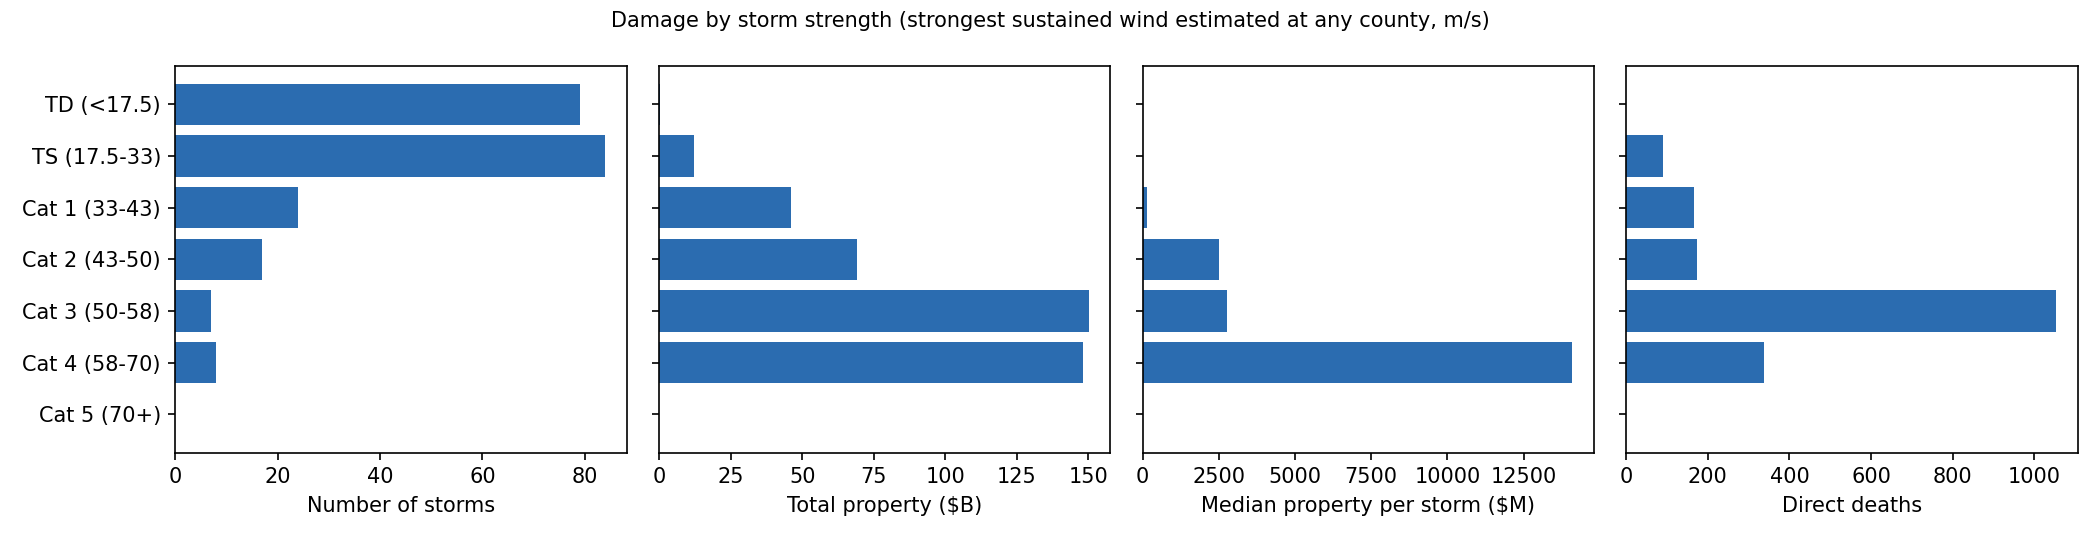 Damage by storm strength (strongest sustained wind estimated at any county, m/s)
TD (<17.5)
TS (17.5-33)
Cat 1 (33-43)
Cat 2 (43-50)
Cat 3 (50-58)
Cat 4 (58-70)
Cat 5 (70+)
0 20 40 60 80
Number of storms
0 25 50 75 100 125 150
Total property ($B)
0 2500 5000 7500 10000 12500
Median property per storm ($M)
0 200 400 600 800 1000
Direct deaths